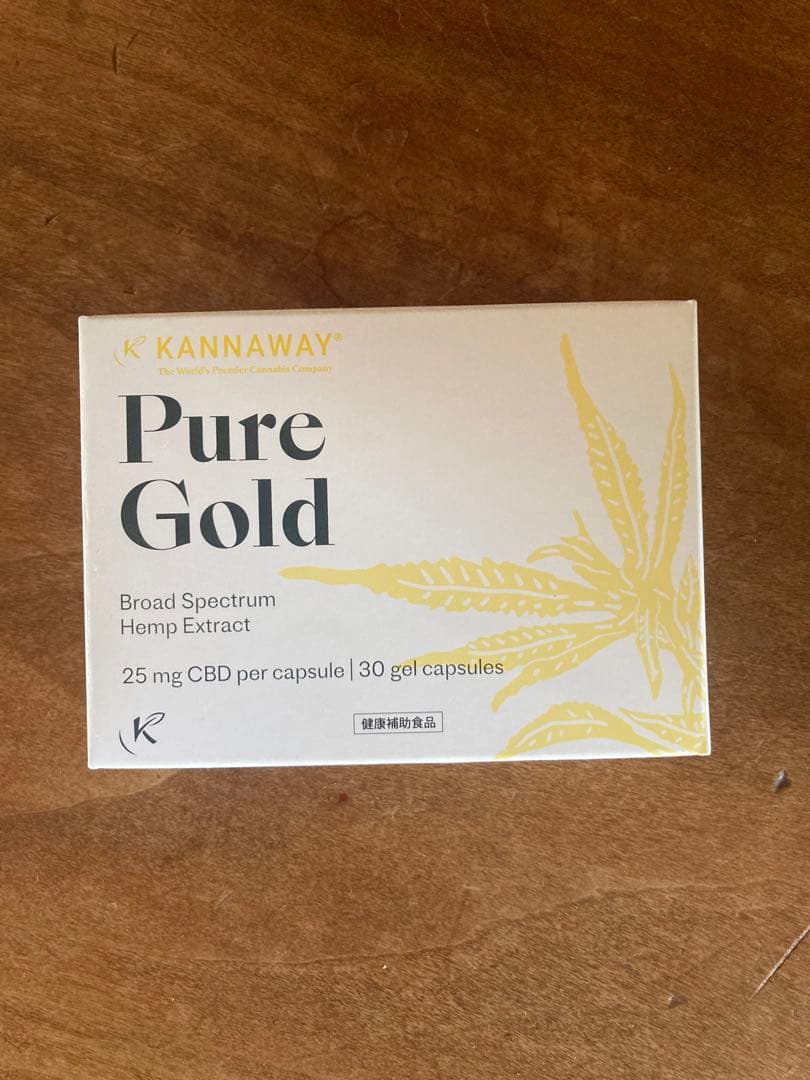 KANNAWAY®
The World's Premier Cannabis Company
Pure
Gold
Broad Spectrum
Hemp Extract
25 mg CBD per capsule | 30 gel capsules
健康補助食品